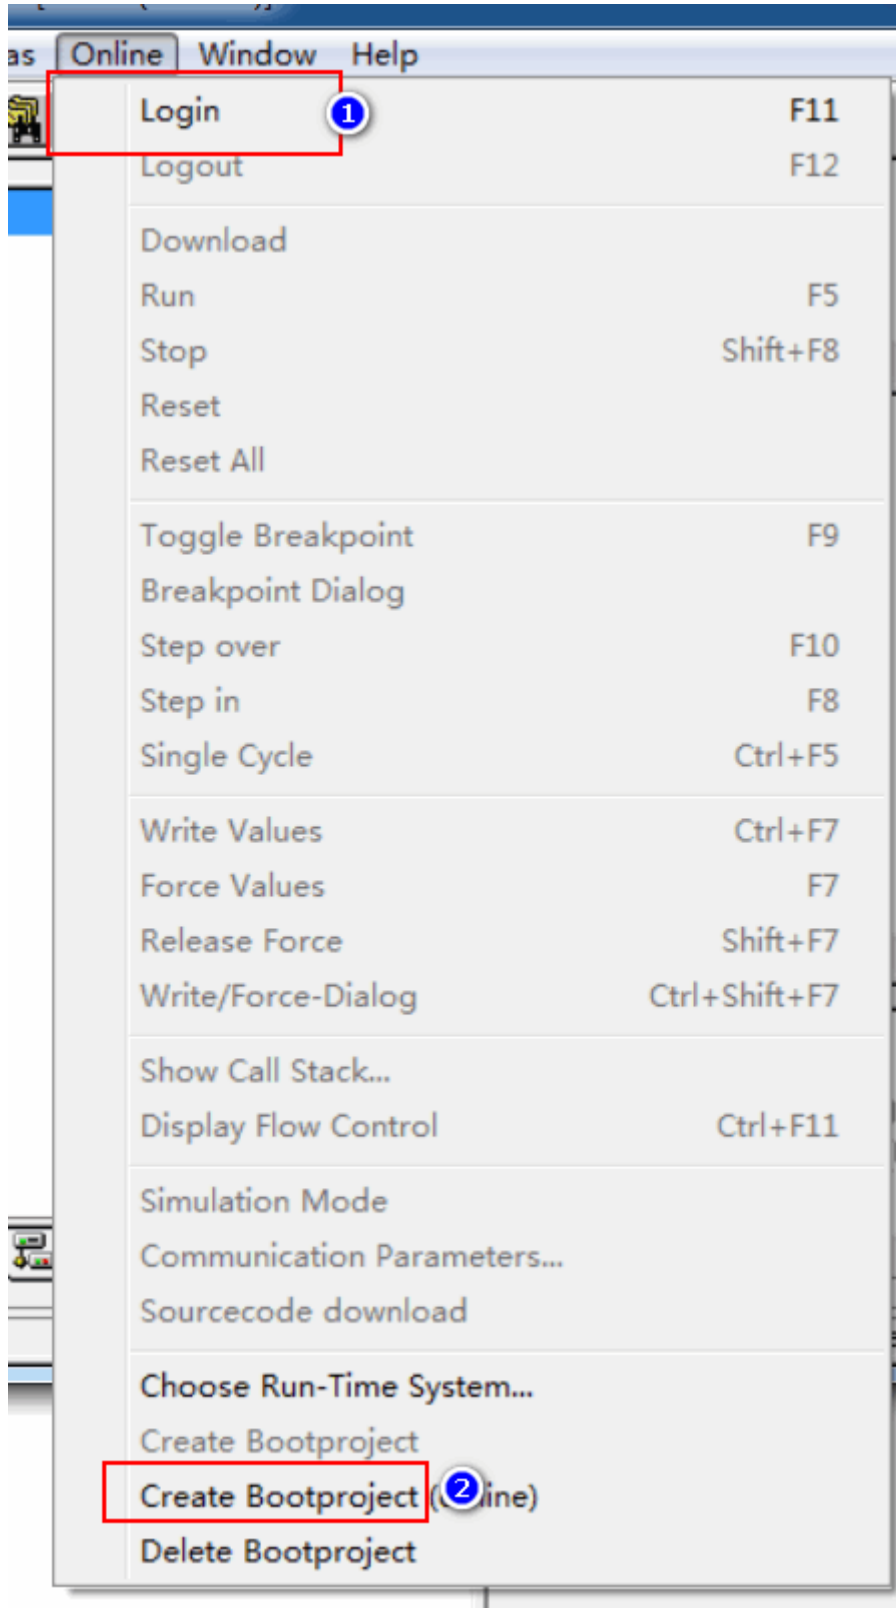 as Online Window Help
Login 1 F11
Logout F12
Download
Run F5
Stop Shift+F8
Reset
Reset All
Toggle Breakpoint F9
Breakpoint Dialog
Step over F10
Step in F8
Single Cycle Ctrl+F5
Write Values Ctrl+F7
Force Values F7
Release Force Shift+F7
Write/Force-Dialog Ctrl+Shift+F7
Show Call Stack...
Display Flow Control Ctrl+F11
Simulation Mode
Communication Parameters...
Sourcecode download
Choose Run-Time System...
Create Bootproject
Create Bootproject 2
Delete Bootproject